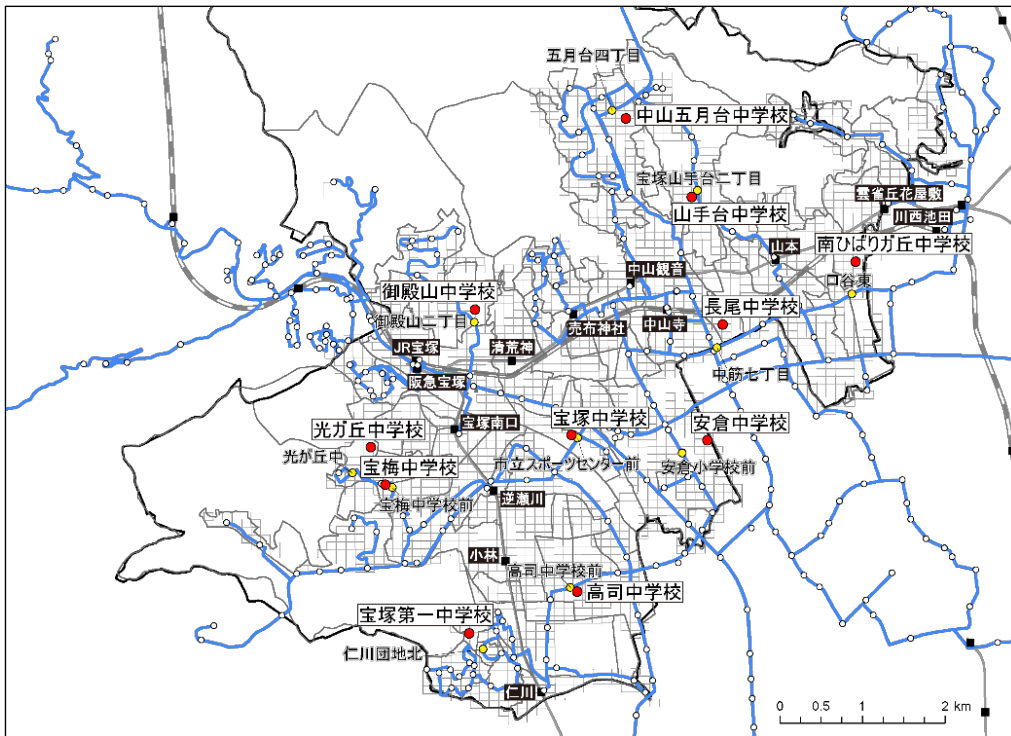 五月台四丁目
中山五月台中学校
宝塚山手台二丁目
雲雀丘花屋敷
山手台中学校
川西池田
南ひばりガ丘中学校
山本
中山観音
口谷東
御殿山中学校
長尾中学校
御殿山二丁目
売布神社
中山寺
JR宝塚
清荒神
中筋七丁目
阪急宝塚
宝塚南口
宝塚中学校
安倉中学校
光ガ丘中学校
光が丘中
宝梅中学校
市立スポーツセンター前
安倉小学校前
宝梅中学校前
逆瀬川
小林
高司中学校前
高司中学校
宝塚第一中学校
仁川団地北
仁川
0 0.5 1 2 km